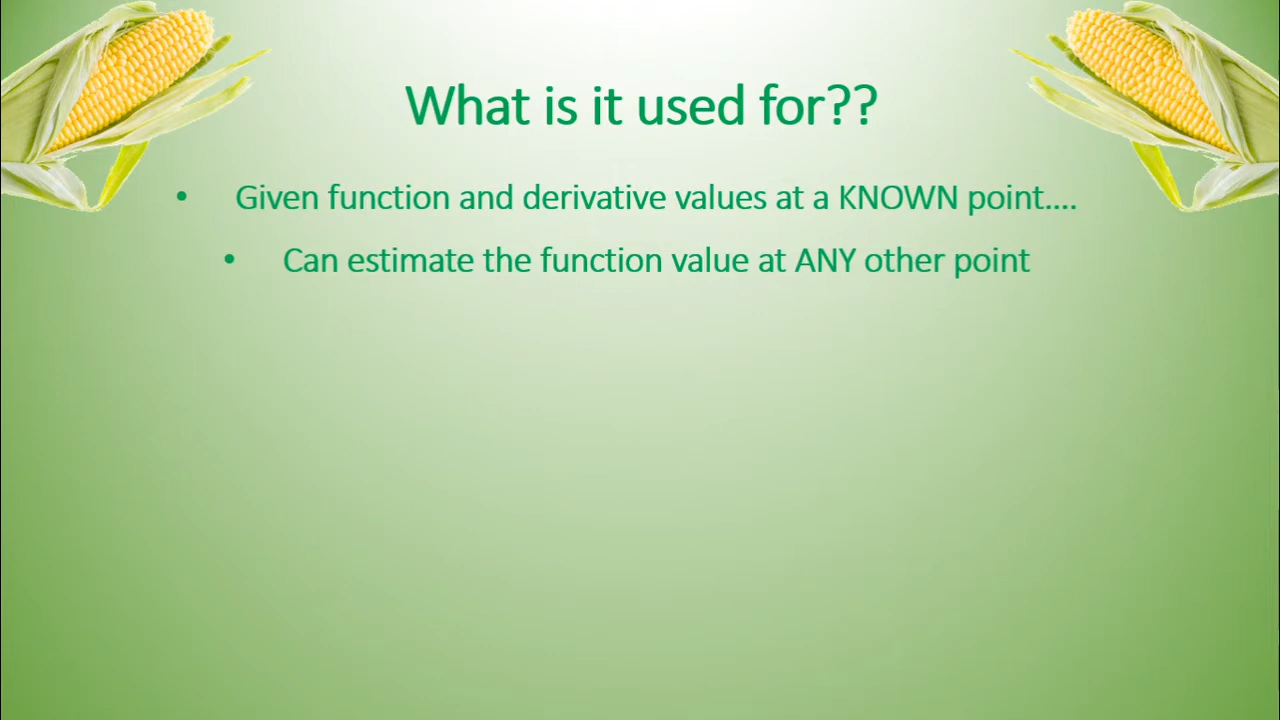 What is it used for??
• Given function and derivative values at a KNOWN point....
• Can estimate the function value at ANY other point